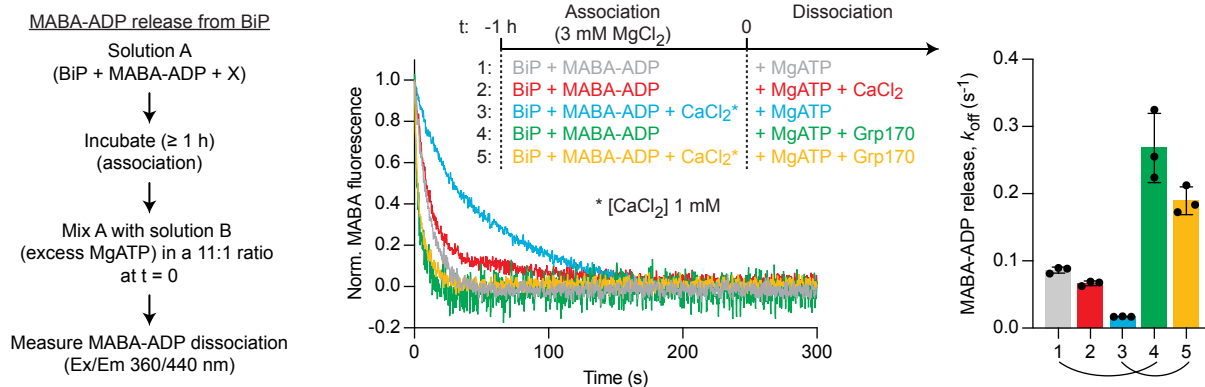 MABA-ADP release from BiP
Solution A
(BiP + MABA-ADP + X)
Incubate (≥ 1 h)
(association)
Mix A with solution B
(excess MgATP) in a 11:1 ratio
at t = 0
Measure MABA-ADP dissociation
(Ex/Em 360/440 nm)
Association
(3 mM MgCl2)
Dissociation
t: -1 h 0
1: BiP + MABA-ADP + MgATP
2: BiP + MABA-ADP + MgATP + CaCl2
3: BiP + MABA-ADP + CaCl2* + MgATP
4: BiP + MABA-ADP + MgATP + Grp170
5: BiP + MABA-ADP + CaCl2* + MgATP + Grp170
* [CaCl2] 1 mM
Norm. MABA fluorescence
1.0
0.8
0.6
0.4
0.2
0.0
-0.2
0 100 200 300
Time (s)
MABA-ADP release, koff (s-1)
0.4
0.3
0.2
0.1
0.0
1 2 3 4 5